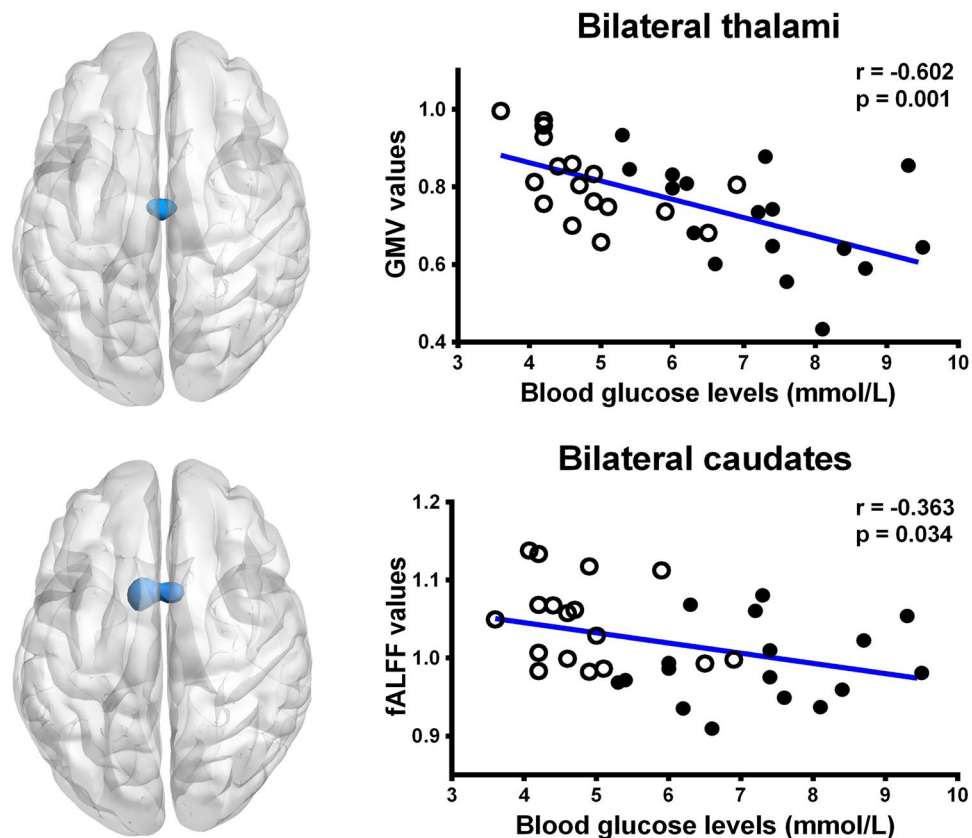 Bilateral thalami
r = -0.602
p = 0.001
1.0
0.8
0.6
0.4
GMV values
3 4 5 6 7 8 9 10
Blood glucose levels (mmol/L)
Bilateral caudates
r = -0.363
p = 0.034
1.2
1.1
1.0
0.9
fALFF values
3 4 5 6 7 8 9 10
Blood glucose levels (mmol/L)